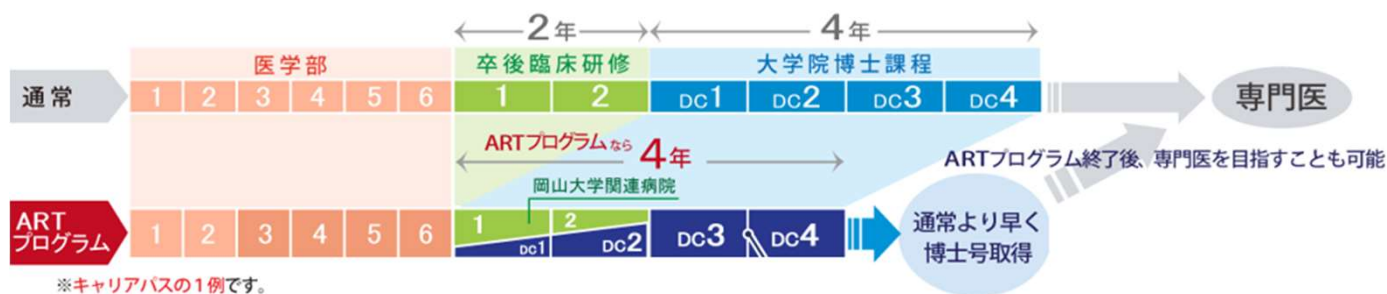 2年 4年
医学部 卒後臨床研修 大学院博士課程
通常 1 2 3 4 5 6 1 2 DC1 DC2 DC3 DC4 専門医
ARTプログラムなら 4年
ARTプログラム終了後、専門医を目指すことも可能
岡山大学関連病院
ART
プログラム
1 2 3 4 5 6 1 DC1 2 DC2 DC3 DC4
通常より早く
博士号取得
※キャリアパスの1例です。